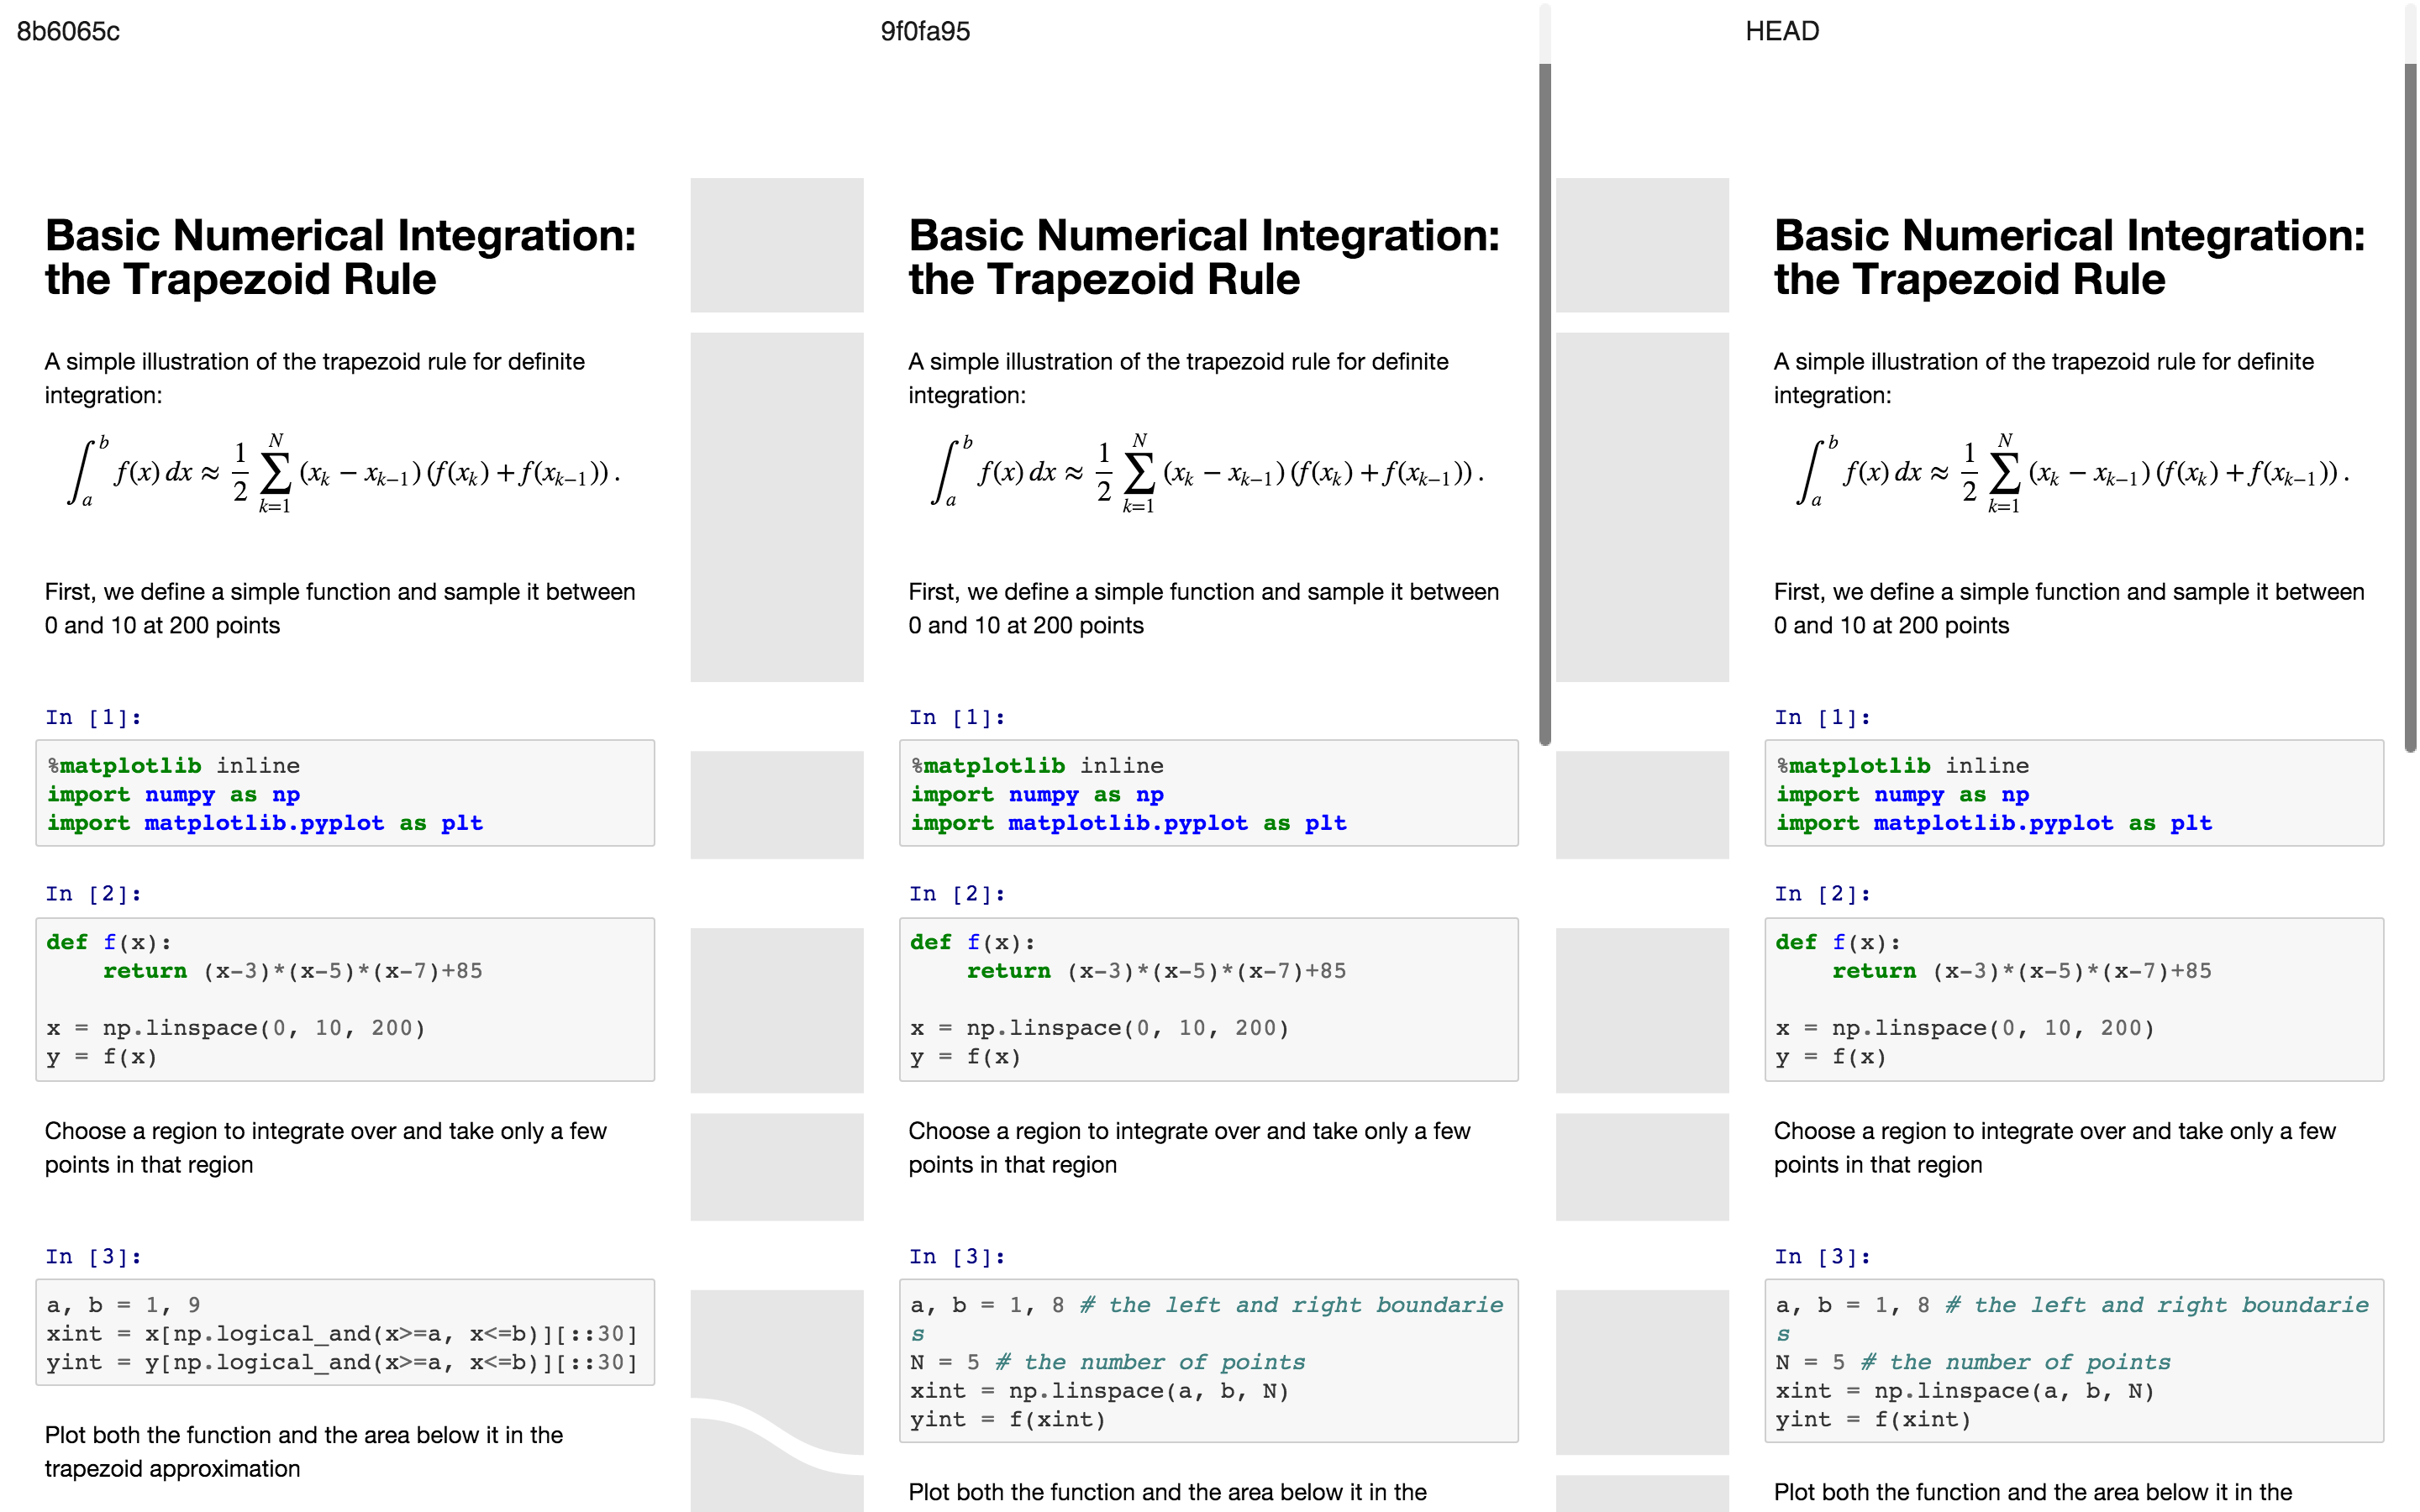 8b6065c
Basic Numerical Integration:
the Trapezoid Rule
A simple illustration of the trapezoid rule for definite
integration:
∫_a^b f(x) dx ≈ 1/2 ∑_{k=1}^N (x_k − x_{k−1}) (f(x_k) + f(x_{k−1})) .
First, we define a simple function and sample it between
0 and 10 at 200 points
In [1]:
%matplotlib inline
import numpy as np
import matplotlib.pyplot as plt
In [2]:
def f(x):
    return (x-3)*(x-5)*(x-7)+85
x = np.linspace(0, 10, 200)
y = f(x)
Choose a region to integrate over and take only a few
points in that region
In [3]:
a, b = 1, 9
xint = x[np.logical_and(x>=a, x<=b)][::30]
yint = y[np.logical_and(x>=a, x<=b)][::30]
Plot both the function and the area below it in the
trapezoid approximation
9f0fa95
Basic Numerical Integration:
the Trapezoid Rule
A simple illustration of the trapezoid rule for definite
integration:
∫_a^b f(x) dx ≈ 1/2 ∑_{k=1}^N (x_k − x_{k−1}) (f(x_k) + f(x_{k−1})) .
First, we define a simple function and sample it between
0 and 10 at 200 points
In [1]:
%matplotlib inline
import numpy as np
import matplotlib.pyplot as plt
In [2]:
def f(x):
    return (x-3)*(x-5)*(x-7)+85
x = np.linspace(0, 10, 200)
y = f(x)
Choose a region to integrate over and take only a few
points in that region
In [3]:
a, b = 1, 8 # the left and right boundarie
s
N = 5 # the number of points
xint = np.linspace(a, b, N)
yint = f(xint)
Plot both the function and the area below it in the
HEAD
Basic Numerical Integration:
the Trapezoid Rule
A simple illustration of the trapezoid rule for definite
integration:
∫_a^b f(x) dx ≈ 1/2 ∑_{k=1}^N (x_k − x_{k−1}) (f(x_k) + f(x_{k−1})) .
First, we define a simple function and sample it between
0 and 10 at 200 points
In [1]:
%matplotlib inline
import numpy as np
import matplotlib.pyplot as plt
In [2]:
def f(x):
    return (x-3)*(x-5)*(x-7)+85
x = np.linspace(0, 10, 200)
y = f(x)
Choose a region to integrate over and take only a few
points in that region
In [3]:
a, b = 1, 8 # the left and right boundarie
s
N = 5 # the number of points
xint = np.linspace(a, b, N)
yint = f(xint)
Plot both the function and the area below it in the